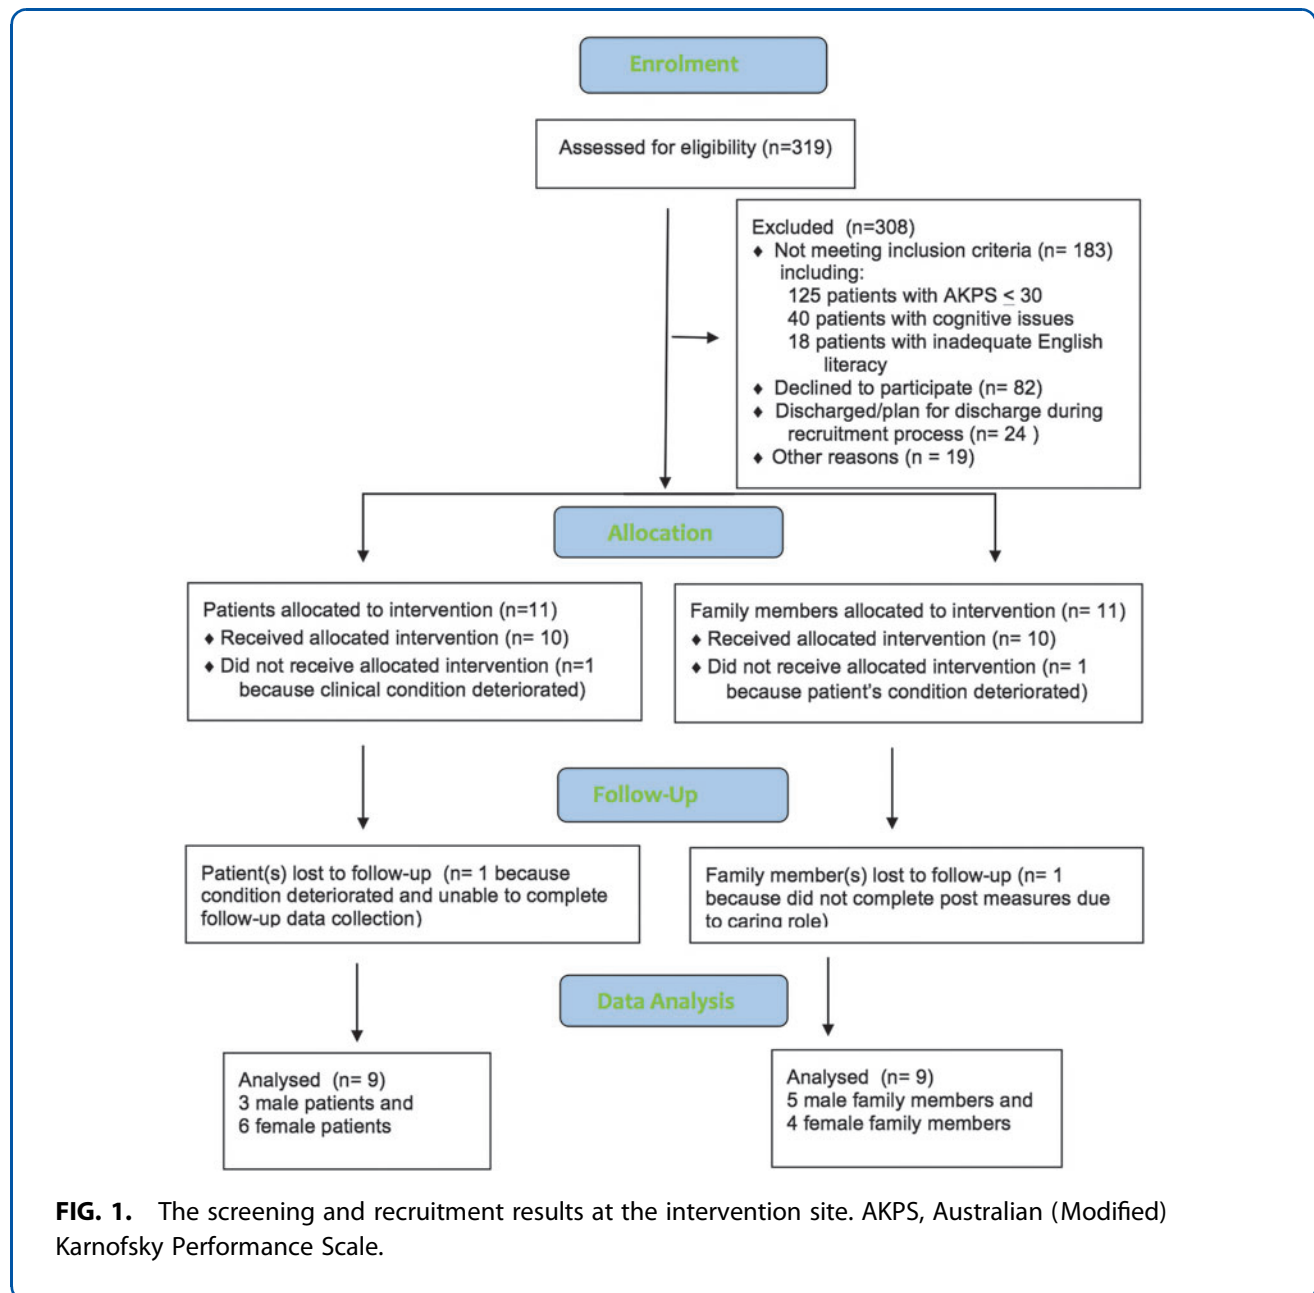 Enrolment
Assessed for eligibility (n=319)
Excluded (n=308)
♦ Not meeting inclusion criteria (n= 183)
including:
125 patients with AKPS ≤ 30
40 patients with cognitive issues
18 patients with inadequate English
literacy
♦ Declined to participate (n= 82)
♦ Discharged/plan for discharge during
recruitment process (n= 24 )
♦ Other reasons (n = 19)
Allocation
Patients allocated to intervention (n=11)
♦ Received allocated intervention (n= 10)
♦ Did not receive allocated intervention (n=1
because clinical condition deteriorated)
Family members allocated to intervention (n= 11)
♦ Received allocated intervention (n= 10)
♦ Did not receive allocated intervention (n= 1
because patient's condition deteriorated)
Follow-Up
Patient(s) lost to follow-up (n= 1 because
condition deteriorated and unable to complete
follow-up data collection)
Family member(s) lost to follow-up (n= 1
because did not complete post measures due
to caring role)
Data Analysis
Analysed (n= 9)
3 male patients and
6 female patients
Analysed (n= 9)
5 male family members and
4 female family members
FIG. 1. The screening and recruitment results at the intervention site. AKPS, Australian (Modified)
Karnofsky Performance Scale.